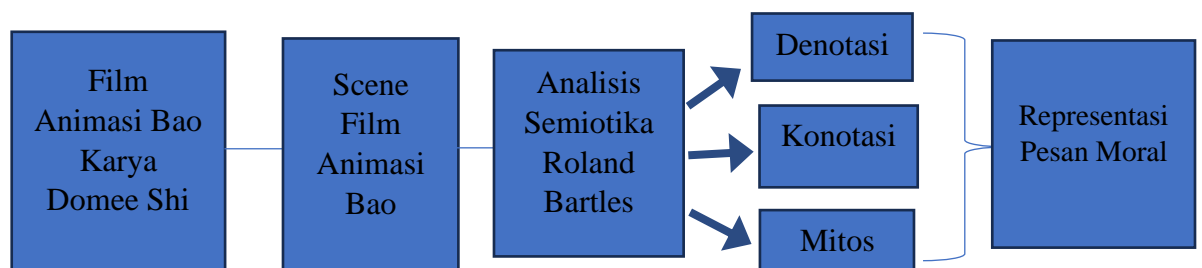 Film
Animasi Bao
Karya
Domee Shi
Scene
Film
Animasi
Bao
Analisis
Semiotika
Roland
Bartles
Denotasi
Konotasi
Mitos
Representasi
Pesan Moral